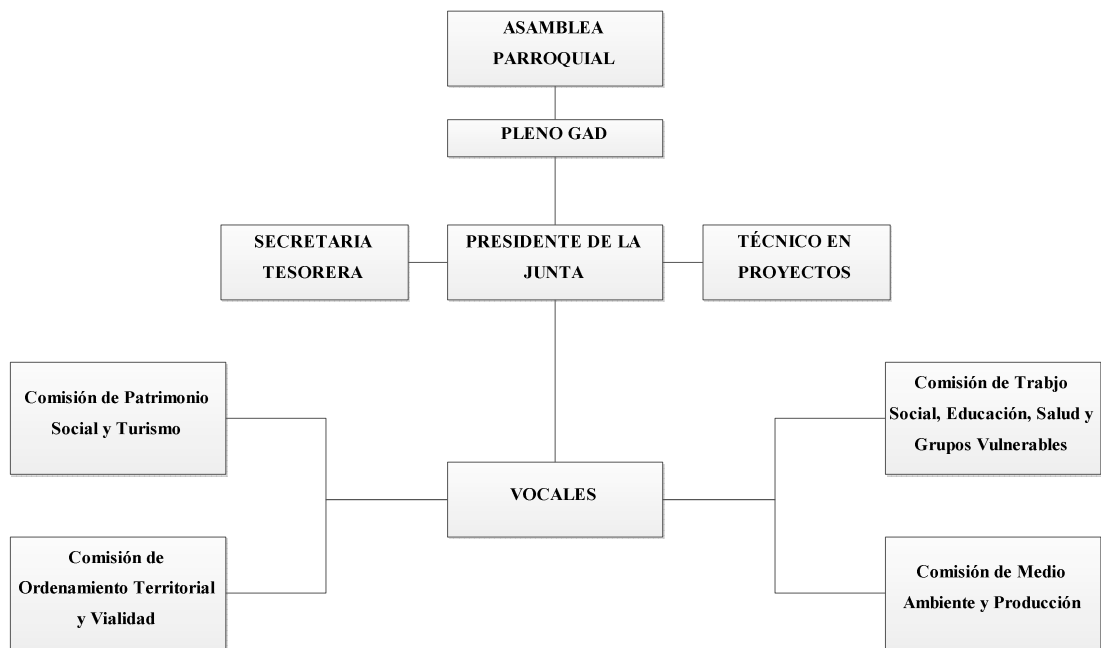 ASAMBLEA
PARROQUIAL
PLENO GAD
SECRETARIA
TESORERA
PRESIDENTE DE LA
JUNTA
TÉCNICO EN
PROYECTOS
Comisión de Patrimonio
Social y Turismo
Comisión de Trabjo
Social, Educación, Salud y
Grupos Vulnerables
VOCALES
Comisión de
Ordenamiento Territorial
y Vialidad
Comisión de Medio
Ambiente y Producción